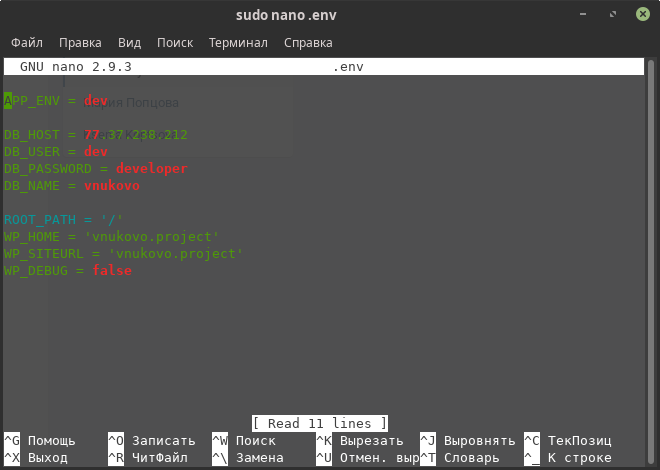 sudo nano .env
Файл Правка Вид Поиск Терминал Справка
GNU nano 2.9.3 .env
APP_ENV = dev
Попцова
DB_HOST = 77.37.238.212
DB_USER = dev
DB_PASSWORD = developer
DB_NAME = vnukovo
ROOT_PATH = '/'
WP_HOME = 'vnukovo.project'
WP_SITEURL = 'vnukovo.project'
WP_DEBUG = false
[ Read 11 lines ]
^G Помощь ^O Записать ^W Поиск ^K Вырезать ^J Выровнять ^C ТекПозиц
^X Выход ^R ЧитФайл ^\ Замена ^U Отмен. выр^T Словарь ^_ К строке